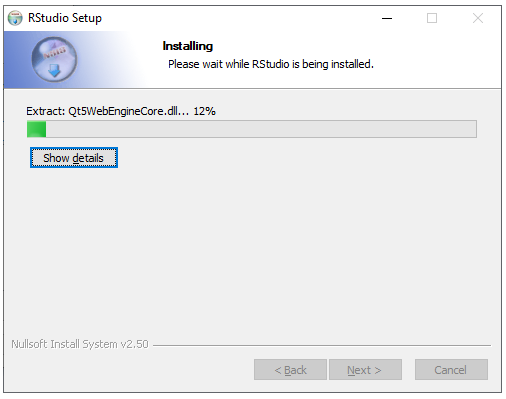 RStudio Setup
Installing
Please wait while RStudio is being installed.
Extract: Qt5WebEngineCore.dll... 12%
Show details
Nullsoft Install System v2.50
< Back
Next >
Cancel